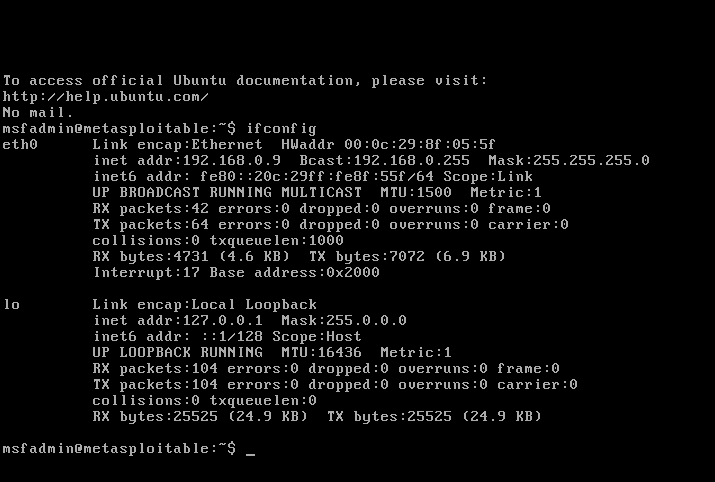 To access official Ubuntu documentation, please visit:
http://help.ubuntu.com/
No mail.
msfadmin@metasploitable:~$ ifconfig
eth0      Link encap:Ethernet  HWaddr 00:0c:29:8f:05:5f
          inet addr:192.168.0.9  Bcast:192.168.0.255  Mask:255.255.255.0
          inet6 addr: fe80::20c:29ff:fe8f:55f/64 Scope:Link
          UP BROADCAST RUNNING MULTICAST  MTU:1500  Metric:1
          RX packets:42 errors:0 dropped:0 overruns:0 frame:0
          TX packets:64 errors:0 dropped:0 overruns:0 carrier:0
          collisions:0 txqueuelen:1000
          RX bytes:4731 (4.6 KB)  TX bytes:7072 (6.9 KB)
          Interrupt:17 Base address:0x2000
lo        Link encap:Local Loopback
          inet addr:127.0.0.1  Mask:255.0.0.0
          inet6 addr: ::1/128 Scope:Host
          UP LOOPBACK RUNNING  MTU:16436  Metric:1
          RX packets:104 errors:0 dropped:0 overruns:0 frame:0
          TX packets:104 errors:0 dropped:0 overruns:0 carrier:0
          collisions:0 txqueuelen:0
          RX bytes:25525 (24.9 KB)  TX bytes:25525 (24.9 KB)
msfadmin@metasploitable:~$ _